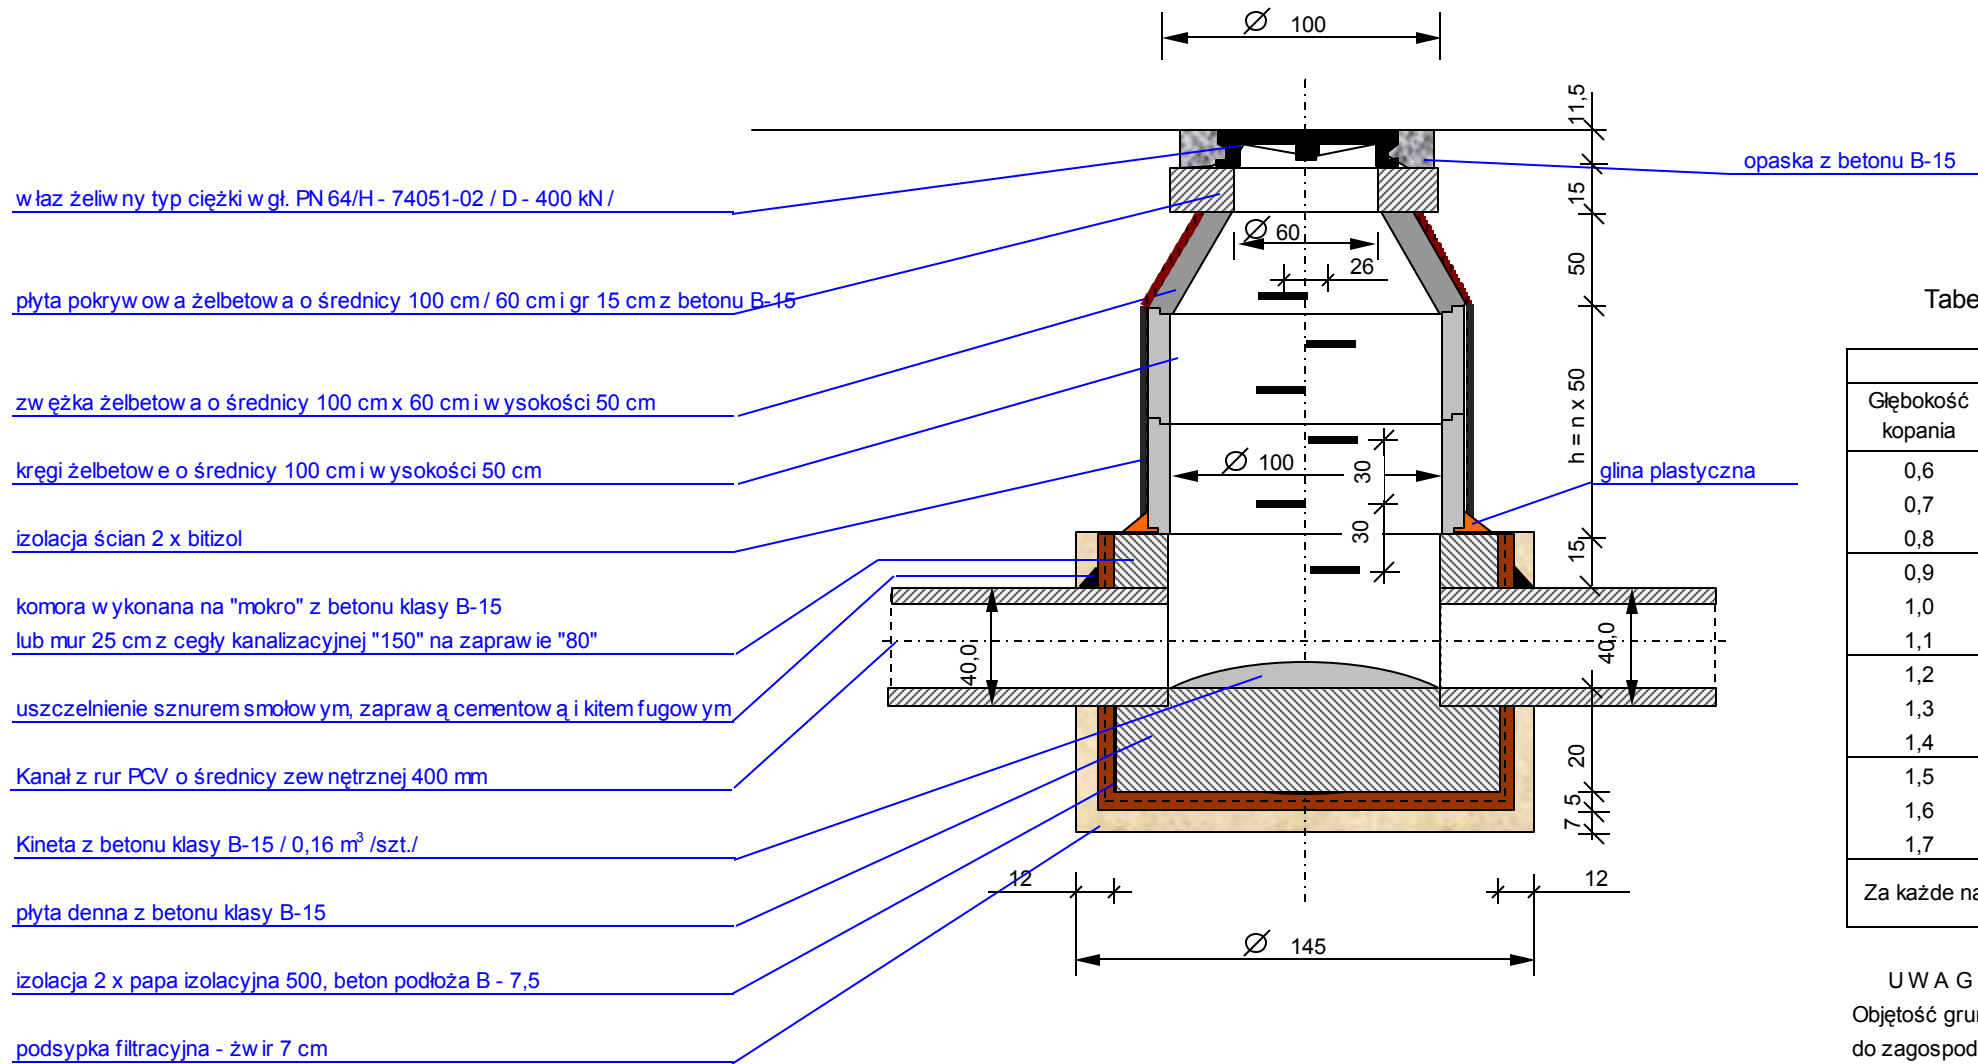 Ø 100
11,5
opaska z betonu B-15
właz żeliwny typ ciężki wgł. PN 64/H - 74051-02 / D - 400 kN /
15
Ø 60
26
50
płyta pokrywowa żelbetowa o średnicy 100 cm / 60 cm i gr 15 cm z betonu B-15
Tabe
zwężka żelbetowa o średnicy 100 cm x 60 cm i wysokości 50 cm
h = n x 50
Głębokość
kopania
kręgi żelbetowe o średnicy 100 cm i wysokości 50 cm
Ø 100
30
glina plastyczna
0,6
0,7
izolacja ścian 2 x bitizol
30
15
0,8
0,9
komora wykonana na "mokro" z betonu klasy B-15
1,0
lub mur 25 cm z cegły kanalizacyjnej "150" na zaprawie "80"
40,0
40,0
1,1
1,2
uszczelnienie sznurem smołowym, zaprawą cementową i kitem fugowym
1,3
1,4
Kanał z rur PCV o średnicy zewnętrznej 400 mm
20
1,5
5
1,6
7
Kineta z betonu klasy B-15 / 0,16 m³ /szt./
1,7
12
12
Za każde na
płyta denna z betonu klasy B-15
Ø 145
izolacja 2 x papa izolacyjna 500, beton podłoża B - 7,5
U W A G
Objętość grun
podsypka filtracyjna - żwir 7 cm
do zagospod